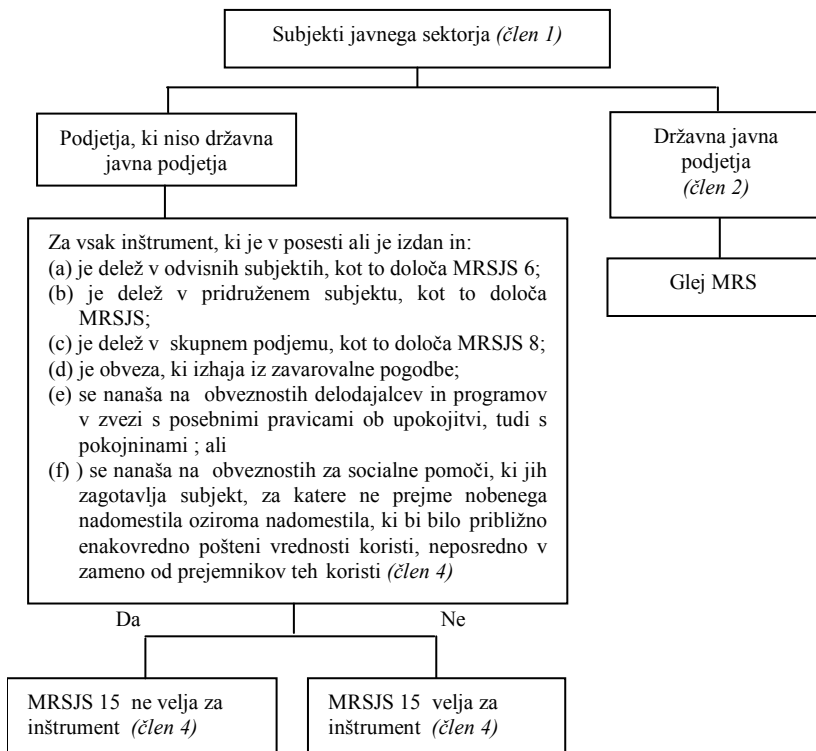 Subjekti javnega sektorja (člen 1)
Podjetja, ki niso državna
javna podjetja
Državna javna
podjetja
(člen 2)
Za vsak inštrument, ki je v posesti ali je izdan in:
(a) je delež v odvisnih subjektih, kot to določa MRSJS 6;
(b) je delež v pridruženem subjektu, kot to določa
MRSJS;
(c) je delež v skupnem podjemu, kot to določa MRSJS 8;
(d) je obveza, ki izhaja iz zavarovalne pogodbe;
(e) se nanaša na obveznostih delodajalcev in programov
v zvezi s posebnimi pravicami ob upokojitvi, tudi s
pokojninami ; ali
(f) ) se nanaša na obveznostih za socialne pomoči, ki jih
zagotavlja subjekt, za katere ne prejme nobenega
nadomestila oziroma nadomestila, ki bi bilo približno
enakovredno pošteni vrednosti koristi, neposredno v
zameno od prejemnikov teh koristi (člen 4)
Glej MRS
Da
Ne
MRSJS 15 ne velja za
inštrument (člen 4)
MRSJS 15 velja za
inštrument (člen 4)